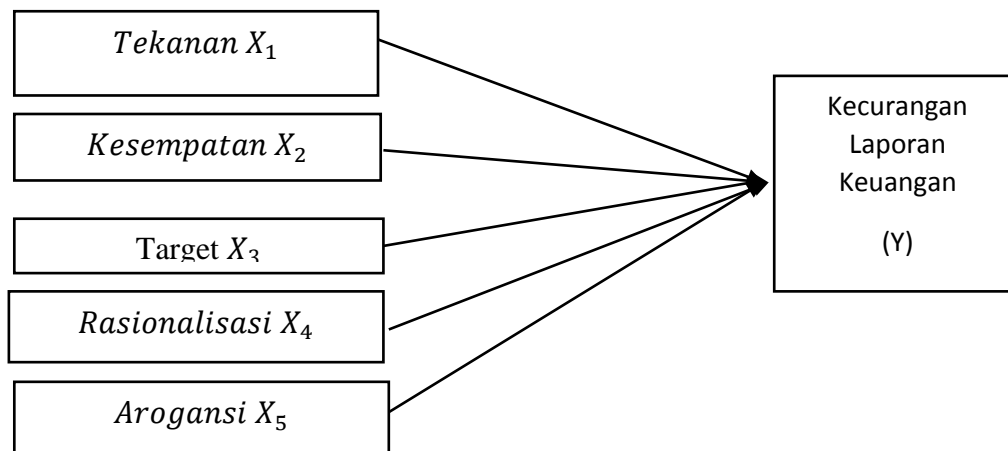 Tekanan X₁
Kesempatan X₂
Target X₃
Rasionalisasi X₄
Arogansi X₅
Kecurangan
Laporan
Keuangan
(Y)